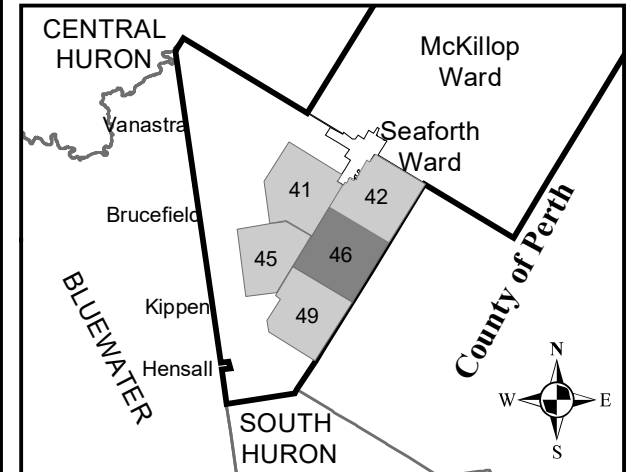 CENTRAL
HURON
McKillop
Ward
Vanastra
Seaforth
Ward
41
42
Brucefield
45
46
County of Perth
BLUEWATER
Kippen
49
Hensall
N
W
E
S
SOUTH
HURON